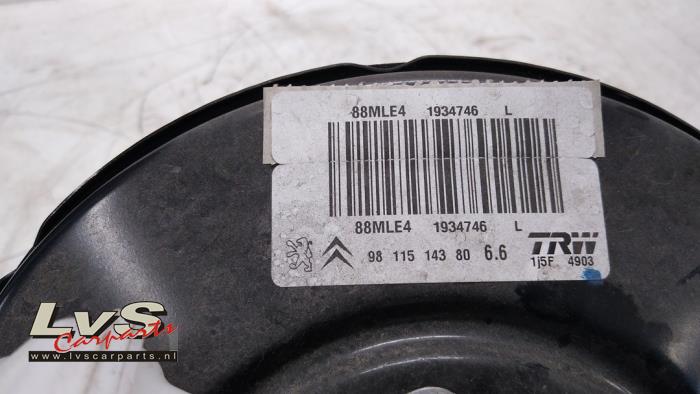 88MLE4 1934746 L
88MLE4 1934746 L
98 115 143 80 6.6 TRW
1j5F 4903
LvS
Carparts
www.lvscarparts.nl